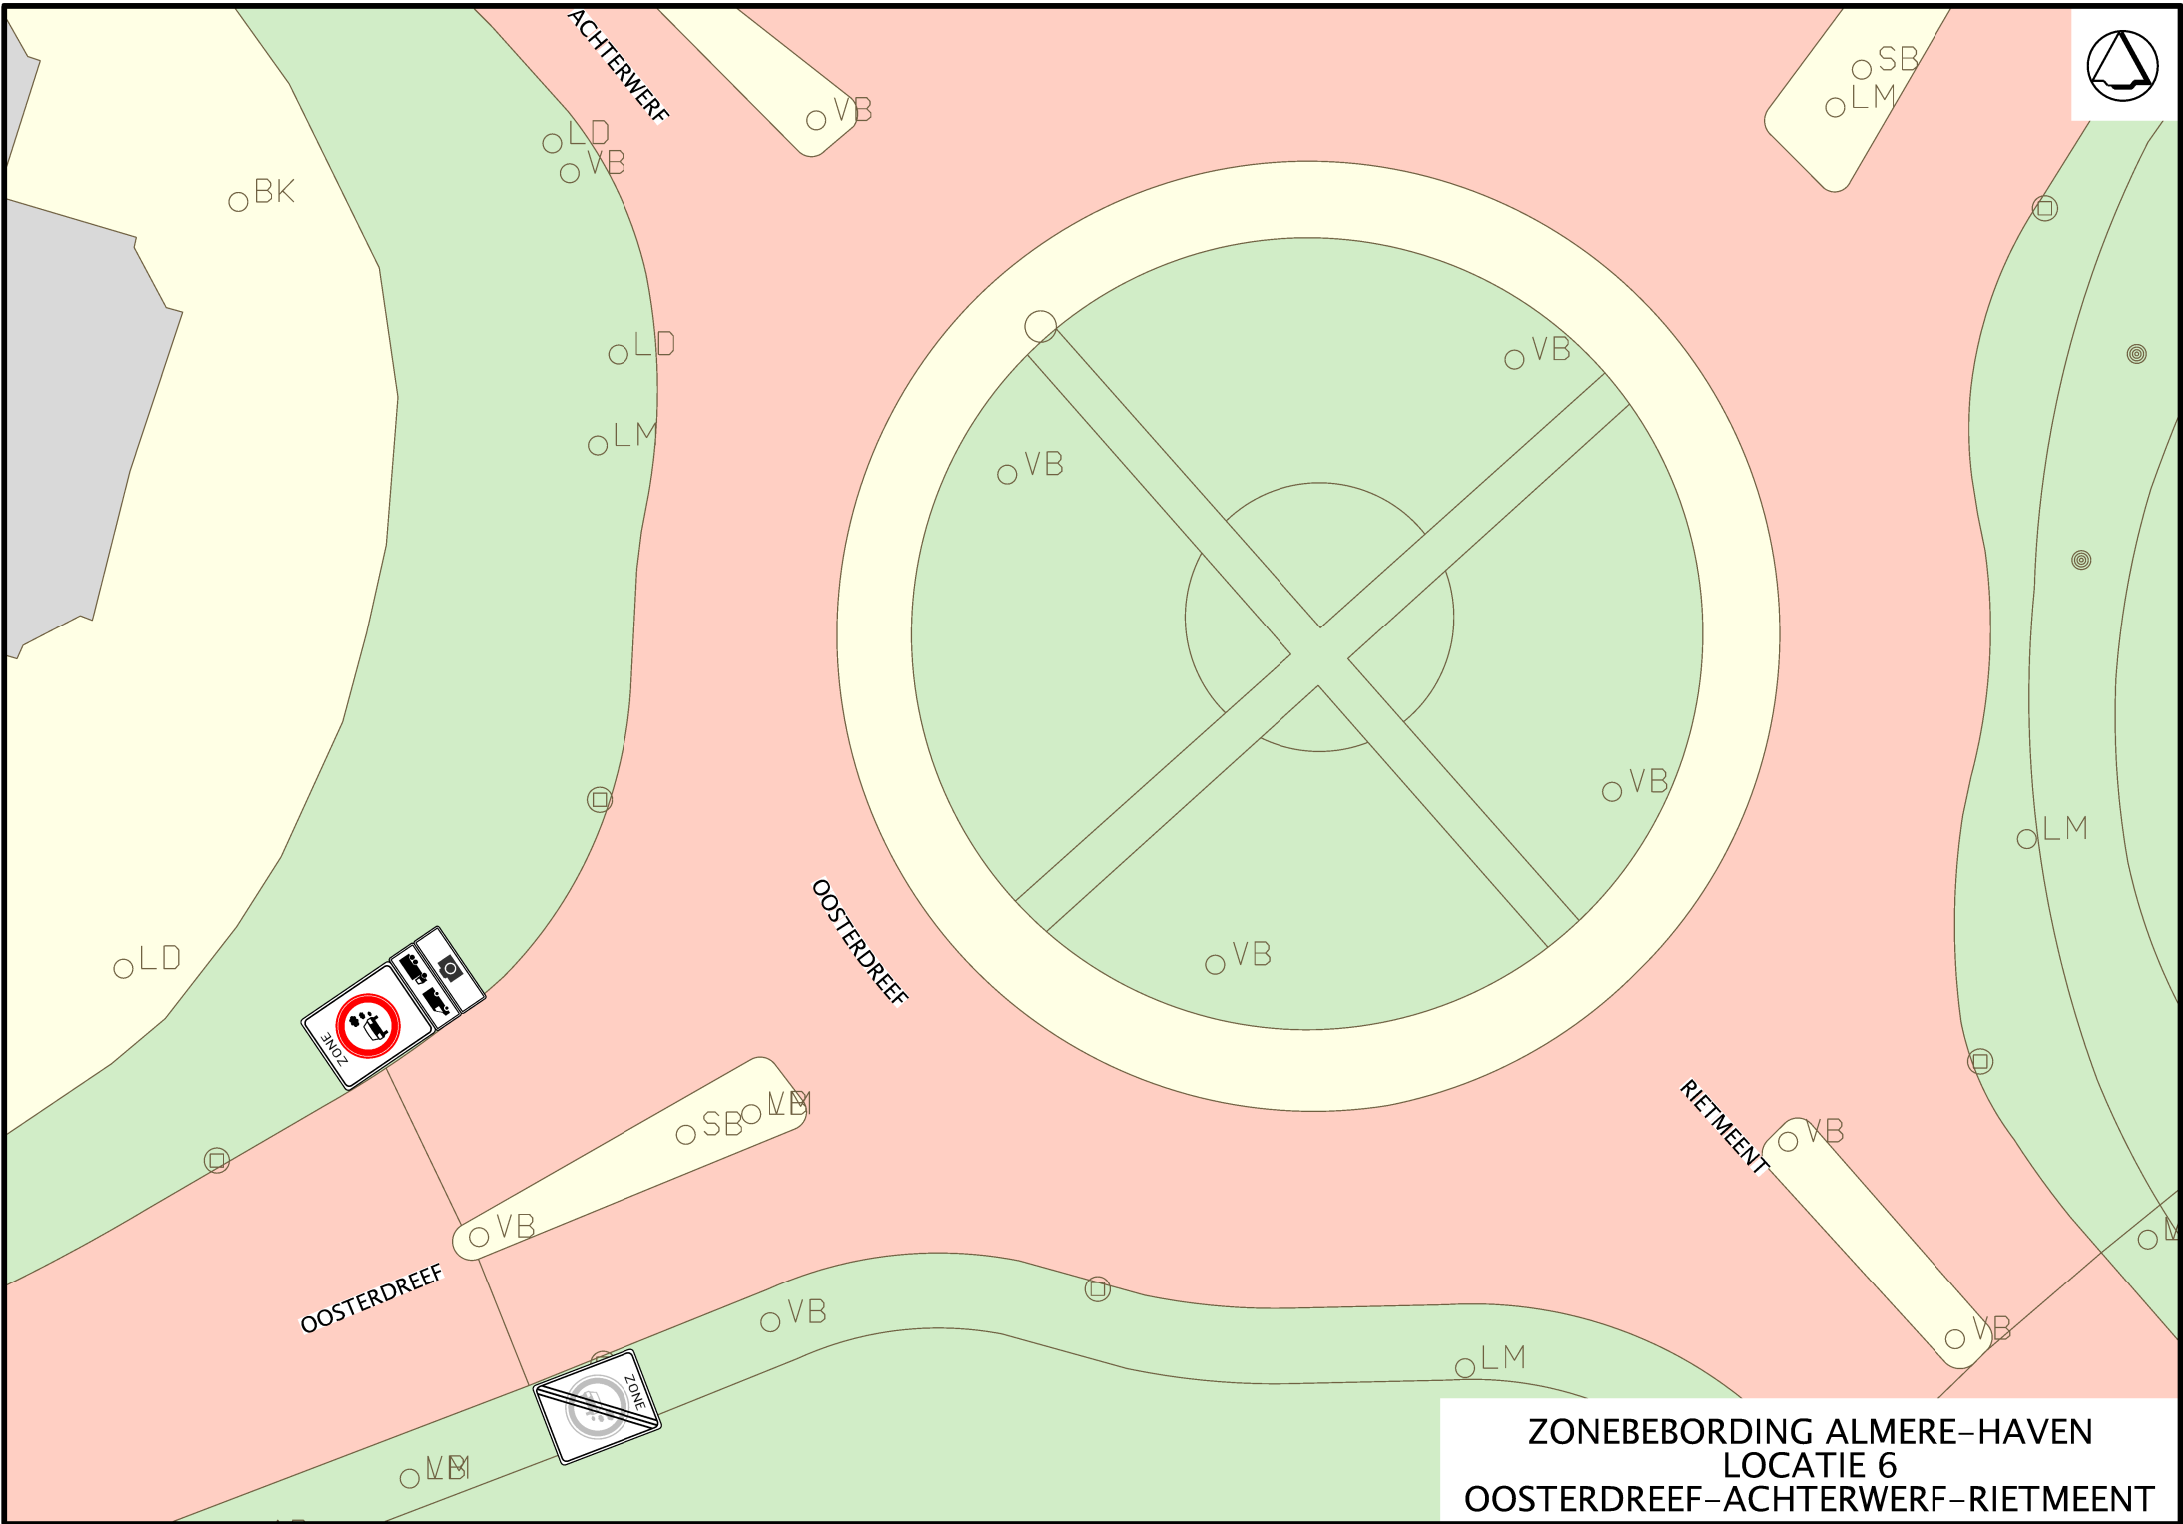 ACHTERWERF
VB
SB
LM
LD
VB
BK
LD
VB
LM
VB
VB
LM
OOSTERDREEF
VB
LD
ZONE
RIETMEENT
SB
VB
VB
OOSTERDREEF
VB
VB
LM
ZONE
ZONEBEBORDING ALMERE–HAVEN
LOCATIE 6
OOSTERDREEF–ACHTERWERF–RIETMEENT